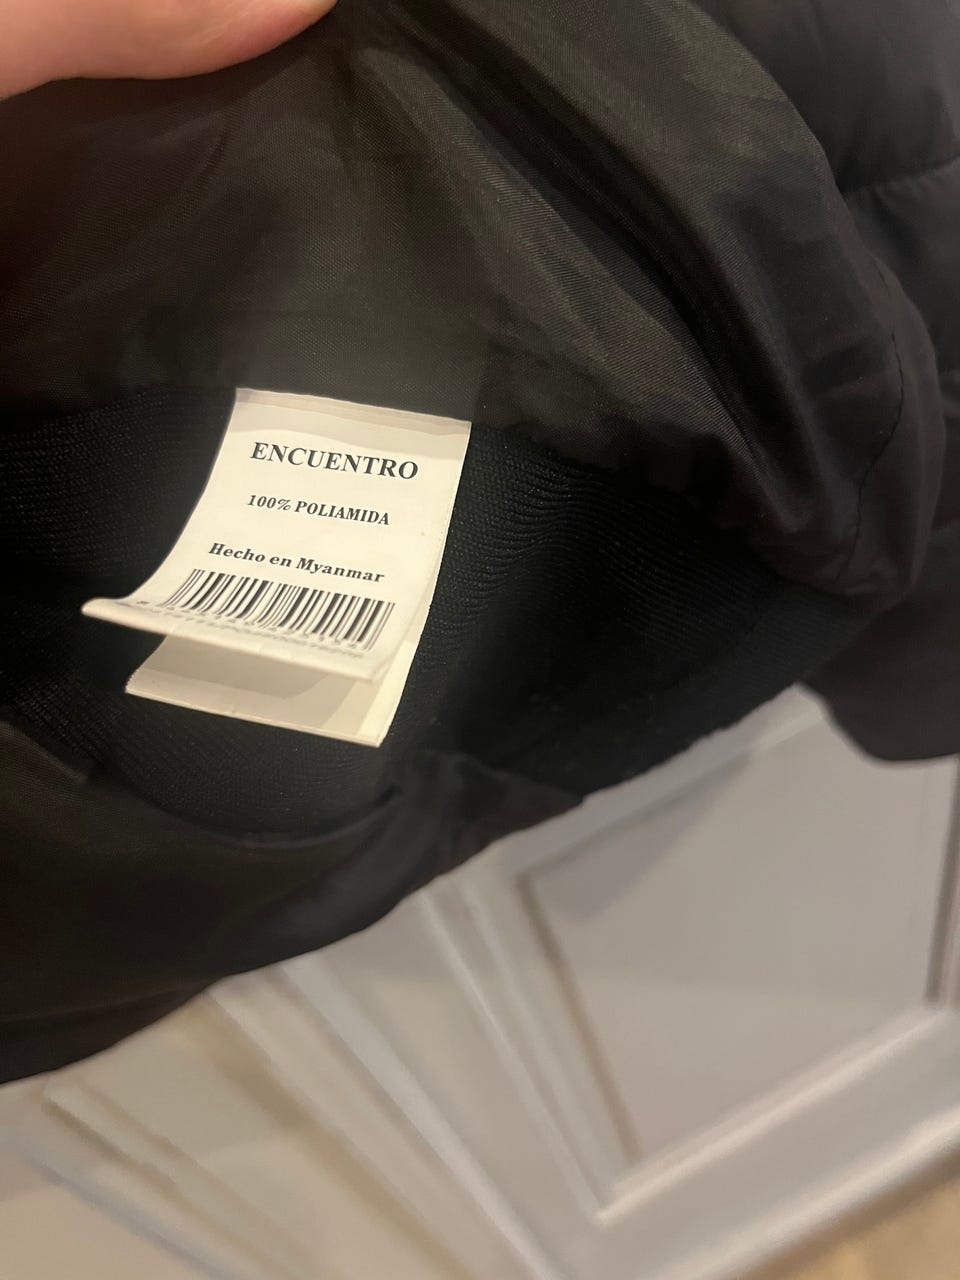 ENCUENTRO
100% POLIAMIDA
Hecho en Myanmar